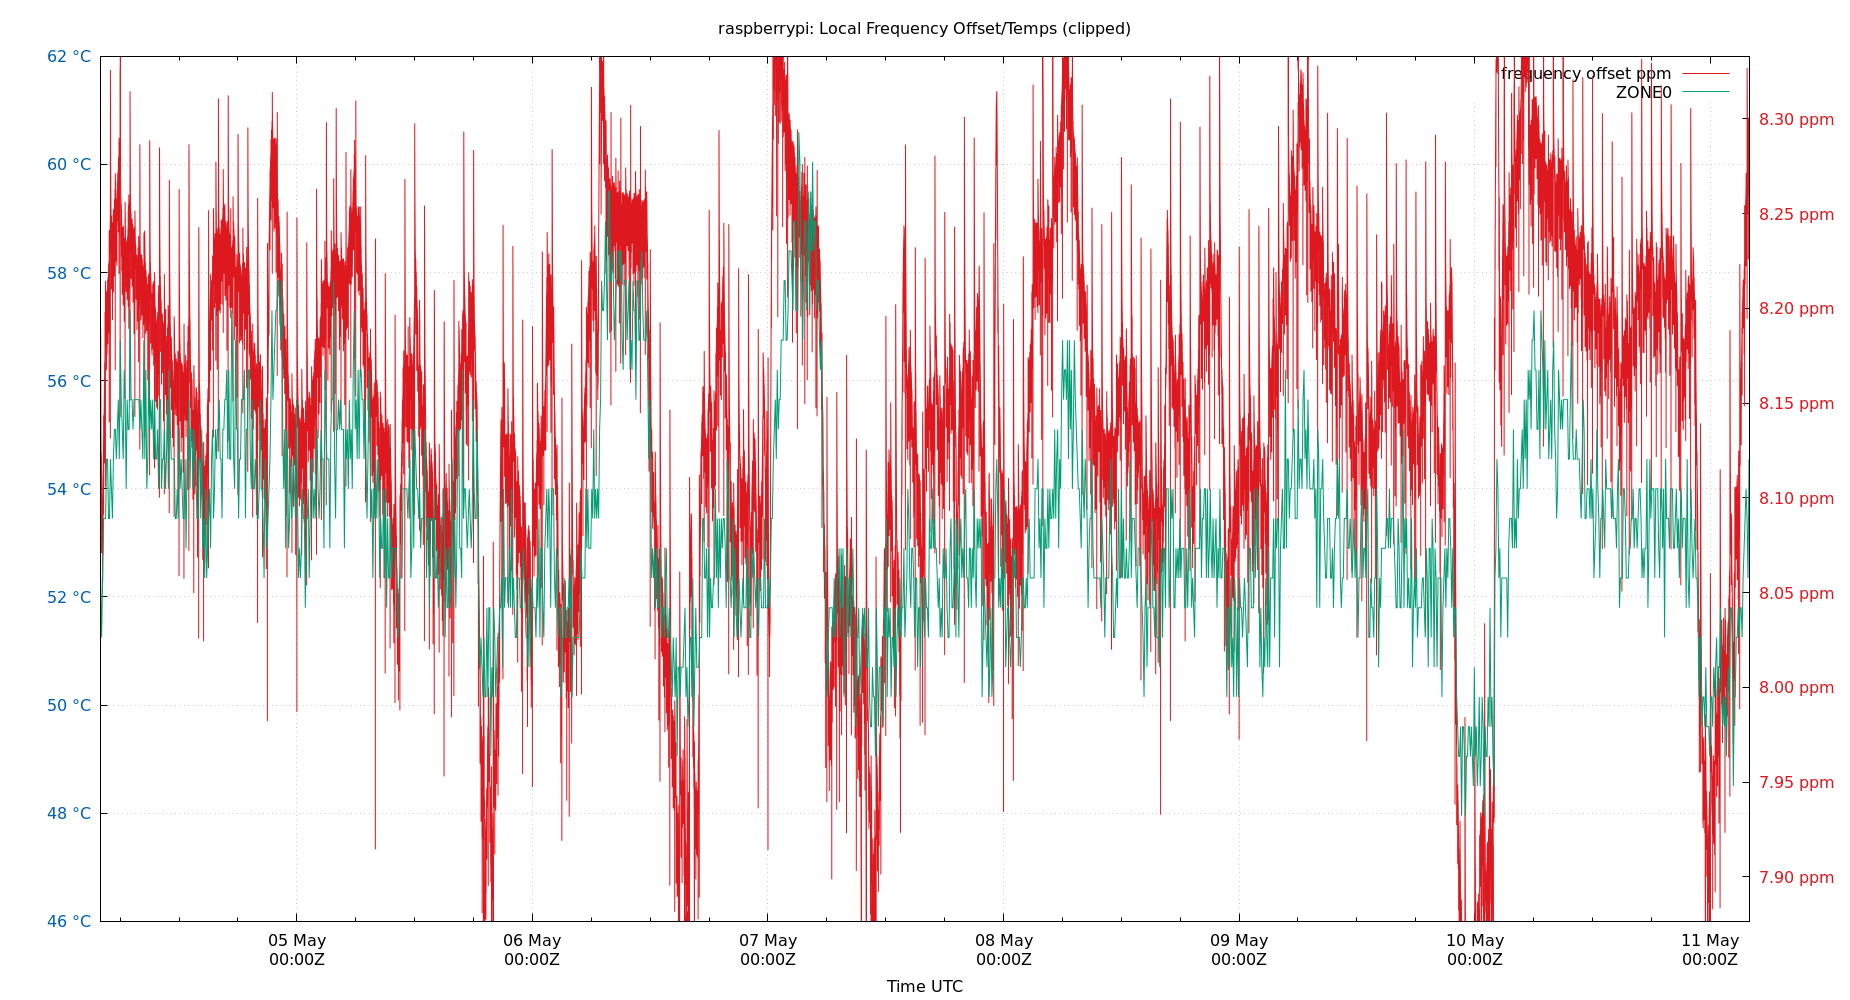 raspberrypi: Local Frequency Offset/Temps (clipped)
62 °C
60 °C
58 °C
56 °C
54 °C
52 °C
50 °C
48 °C
46 °C
frequency offset ppm
ZONE0
8.30 ppm
8.25 ppm
8.20 ppm
8.15 ppm
8.10 ppm
8.05 ppm
8.00 ppm
7.95 ppm
7.90 ppm
05 May
00:00Z
06 May
00:00Z
07 May
00:00Z
08 May
00:00Z
09 May
00:00Z
10 May
00:00Z
11 May
00:00Z
Time UTC